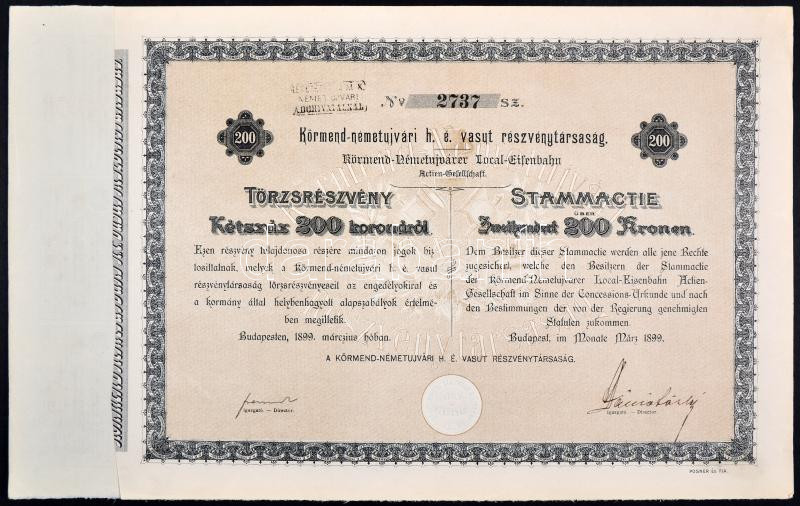 NÉMETUJVÁRI
No 2737 SZ.
200
200
Körmend-németujvári h. é. vasut részvénytársaság.
Körmend-Németujvárer Local-Eisenbahn
Actien-Gesellschaft.
TÖRZSRÉSZVÉNY
Kétszáz 200 koronáról
Ezen részvény tulajdonosa részére mindazon jogok biz-
tosittatnak, melyek a Körmend-németujvári h. é. vasut
részvénytársaság törzsrészvényeseit az engedélyokirat és
a kormány által helybenhagyott alapszabályok értelmé-
ben megilletik.
Budapesten, 1899. márczius hóban.
STAMMACTIE
ÜBER
Zweihundert 200 Kronen.
Dem Besitzer dieser Stammactie werden alle jene Rechte
zugesichert, welche den Besitzern der Stammactie
der Körmend-Németujvárer Local-Eisenbahn Actien-
Gesellschaft im Sinne der Concessions-Urkunde und nach
den Bestimmungen der von der Regierung genehmigten
Statuten zukommen.
Budapest, im Monate März 1899.
A KÖRMEND-NÉMETUJVÁRI H. É. VASUT RÉSZVÉNYTÁRSASÁG.
Igazgató. — Director.
Igazgató. — Director.
POSNER ÉS FIA.